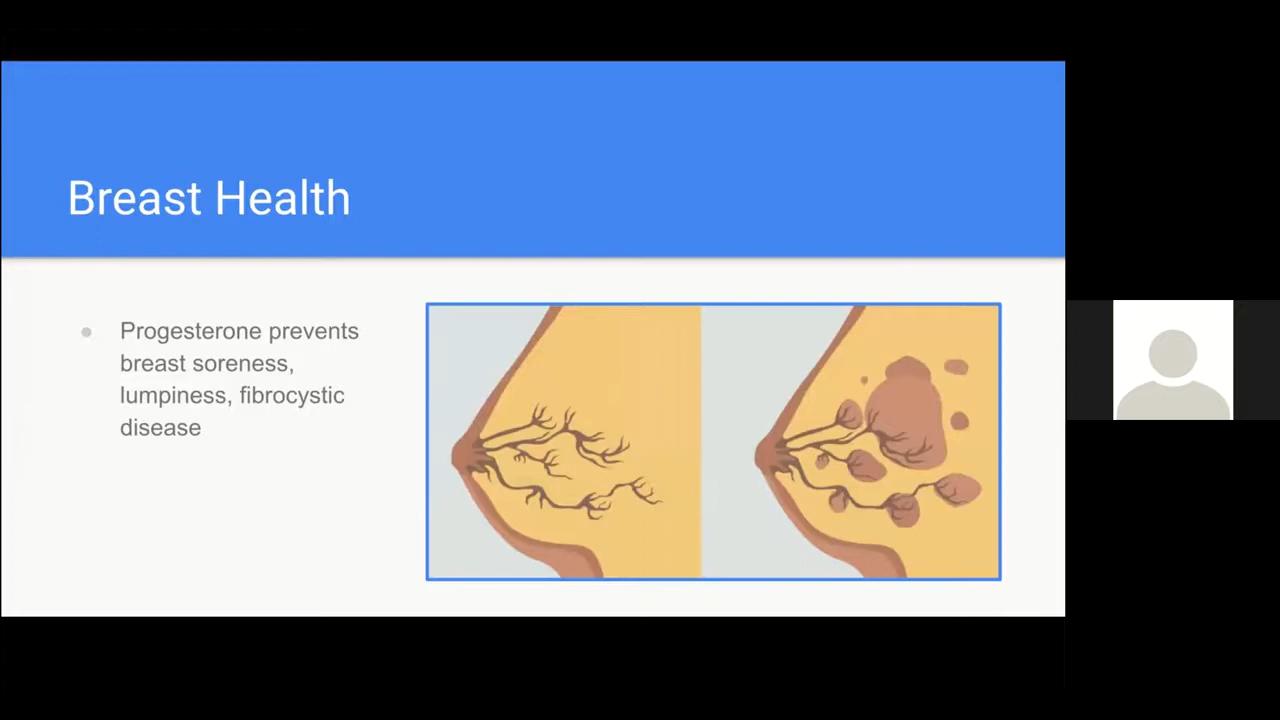 Breast Health
● Progesterone prevents
breast soreness,
lumpiness, fibrocystic
disease